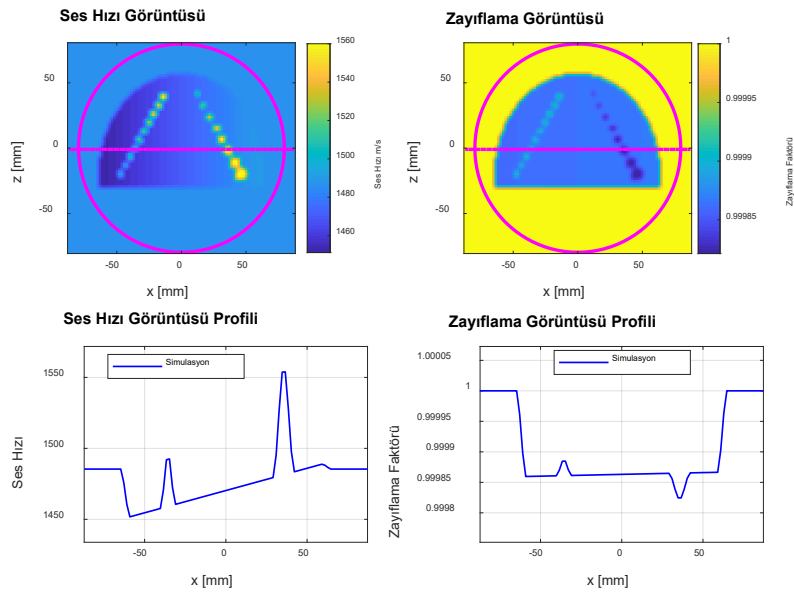 Ses Hızı Görüntüsü
z [mm]
50
0
-50
-50
0
50
x [mm]
1560
1540
1520
1500
1480
1460
Ses Hızı m/s
Zayıflama Görüntüsü
z [mm]
50
0
-50
-50
0
50
x [mm]
1
0.99995
0.9999
0.99985
Zayıflama Faktörü
Ses Hızı Görüntüsü Profili
Simulasyon
Ses Hızı
1550
1500
1450
-50
0
50
x [mm]
Zayıflama Görüntüsü Profili
Simulasyon
Zayıflama Faktörü
1.00005
1
0.99995
0.9999
0.99985
0.9998
-50
0
50
x [mm]